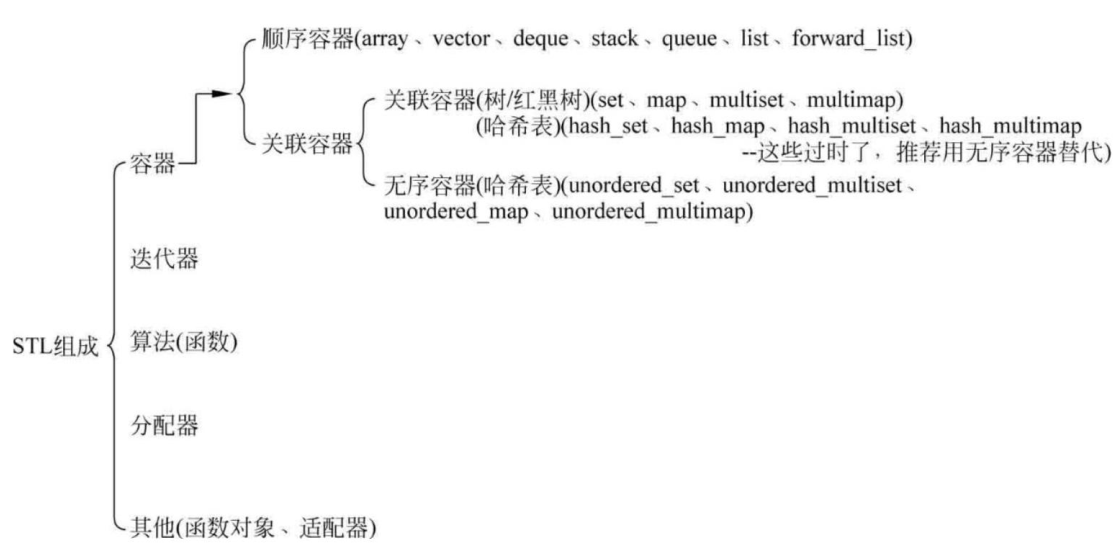 顺序容器(array、vector、deque、stack、queue、list、forward_list)
关联容器(树/红黑树)(set、map、multiset、multimap)
(哈希表)(hash_set、hash_map、hash_multiset、hash_multimap
--这些过时了，推荐用无序容器替代)
关联容器
容器
无序容器(哈希表)(unordered_set、unordered_multiset、
unordered_map、unordered_multimap)
迭代器
STL组成
算法(函数)
分配器
其他(函数对象、适配器)